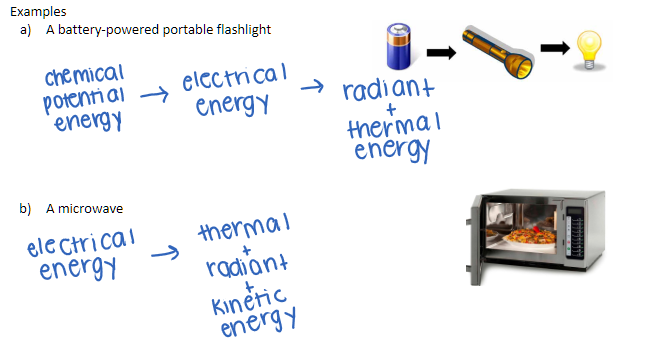 Examples
a) A battery-powered portable flashlight
chemical
potential
energy
→ electrical
energy
→ radiant
+
thermal
energy
b) A microwave
electrical
energy
→ thermal
+
radiant
+
kinetic
energy